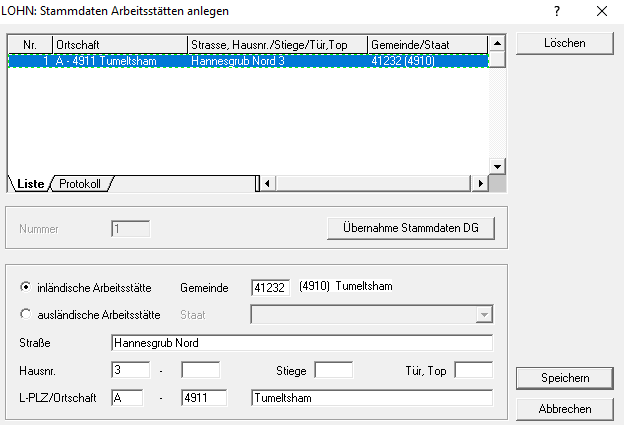 LOHN: Stammdaten Arbeitsstätten anlegen ? ×
Nr. Ortschaft Strasse, Hausnr./Stiege/Tür,Top Gemeinde/Staat Löschen
1 A - 4911 Tumeltsham Hannesgrub Nord 3 41232 (4910)
Liste Protokoll
Nummer 1 Übernahme Stammdaten DG
inländische Arbeitsstätte Gemeinde 41232 (4910) Tumeltsham
ausländische Arbeitsstätte Staat
Straße Hannesgrub Nord
Hausnr. 3 - Stiege Tür, Top
Speichern
L-PLZ/Ortschaft A - 4911 Tumeltsham
Abbrechen